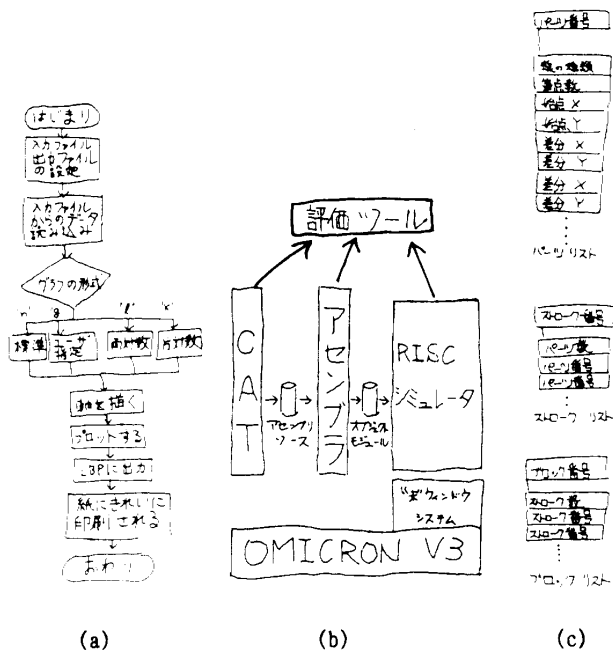 はじまり
入力ファイル
出力ファイル
の設定
入力ファイル
からのデータ
読み込み
グラフの形式
'n'
'g'
'l'
'k'
標準
ユーザ
指定
両対数
片対数
軸を描く
プロットする
LBPに出力
紙にきれいに
印刷される
おわり
(a)
評価ツール
CAT
アセンブリ
ソース
アセンブラ
オブジェクト
モジュール
RISC
シミュレータ
ウィンドウ
システム
OMICRON V3
(b)
パーツ番号
点の種類
差分 X
差分 Y
差分 X
差分 Y
パーツリスト
ストローク番号
パーツ数
パーツ番号
パーツ番号
ストロークリスト
ブロック番号
ストローク数
ストローク番号
ストローク番号
ブロックリスト
(c)